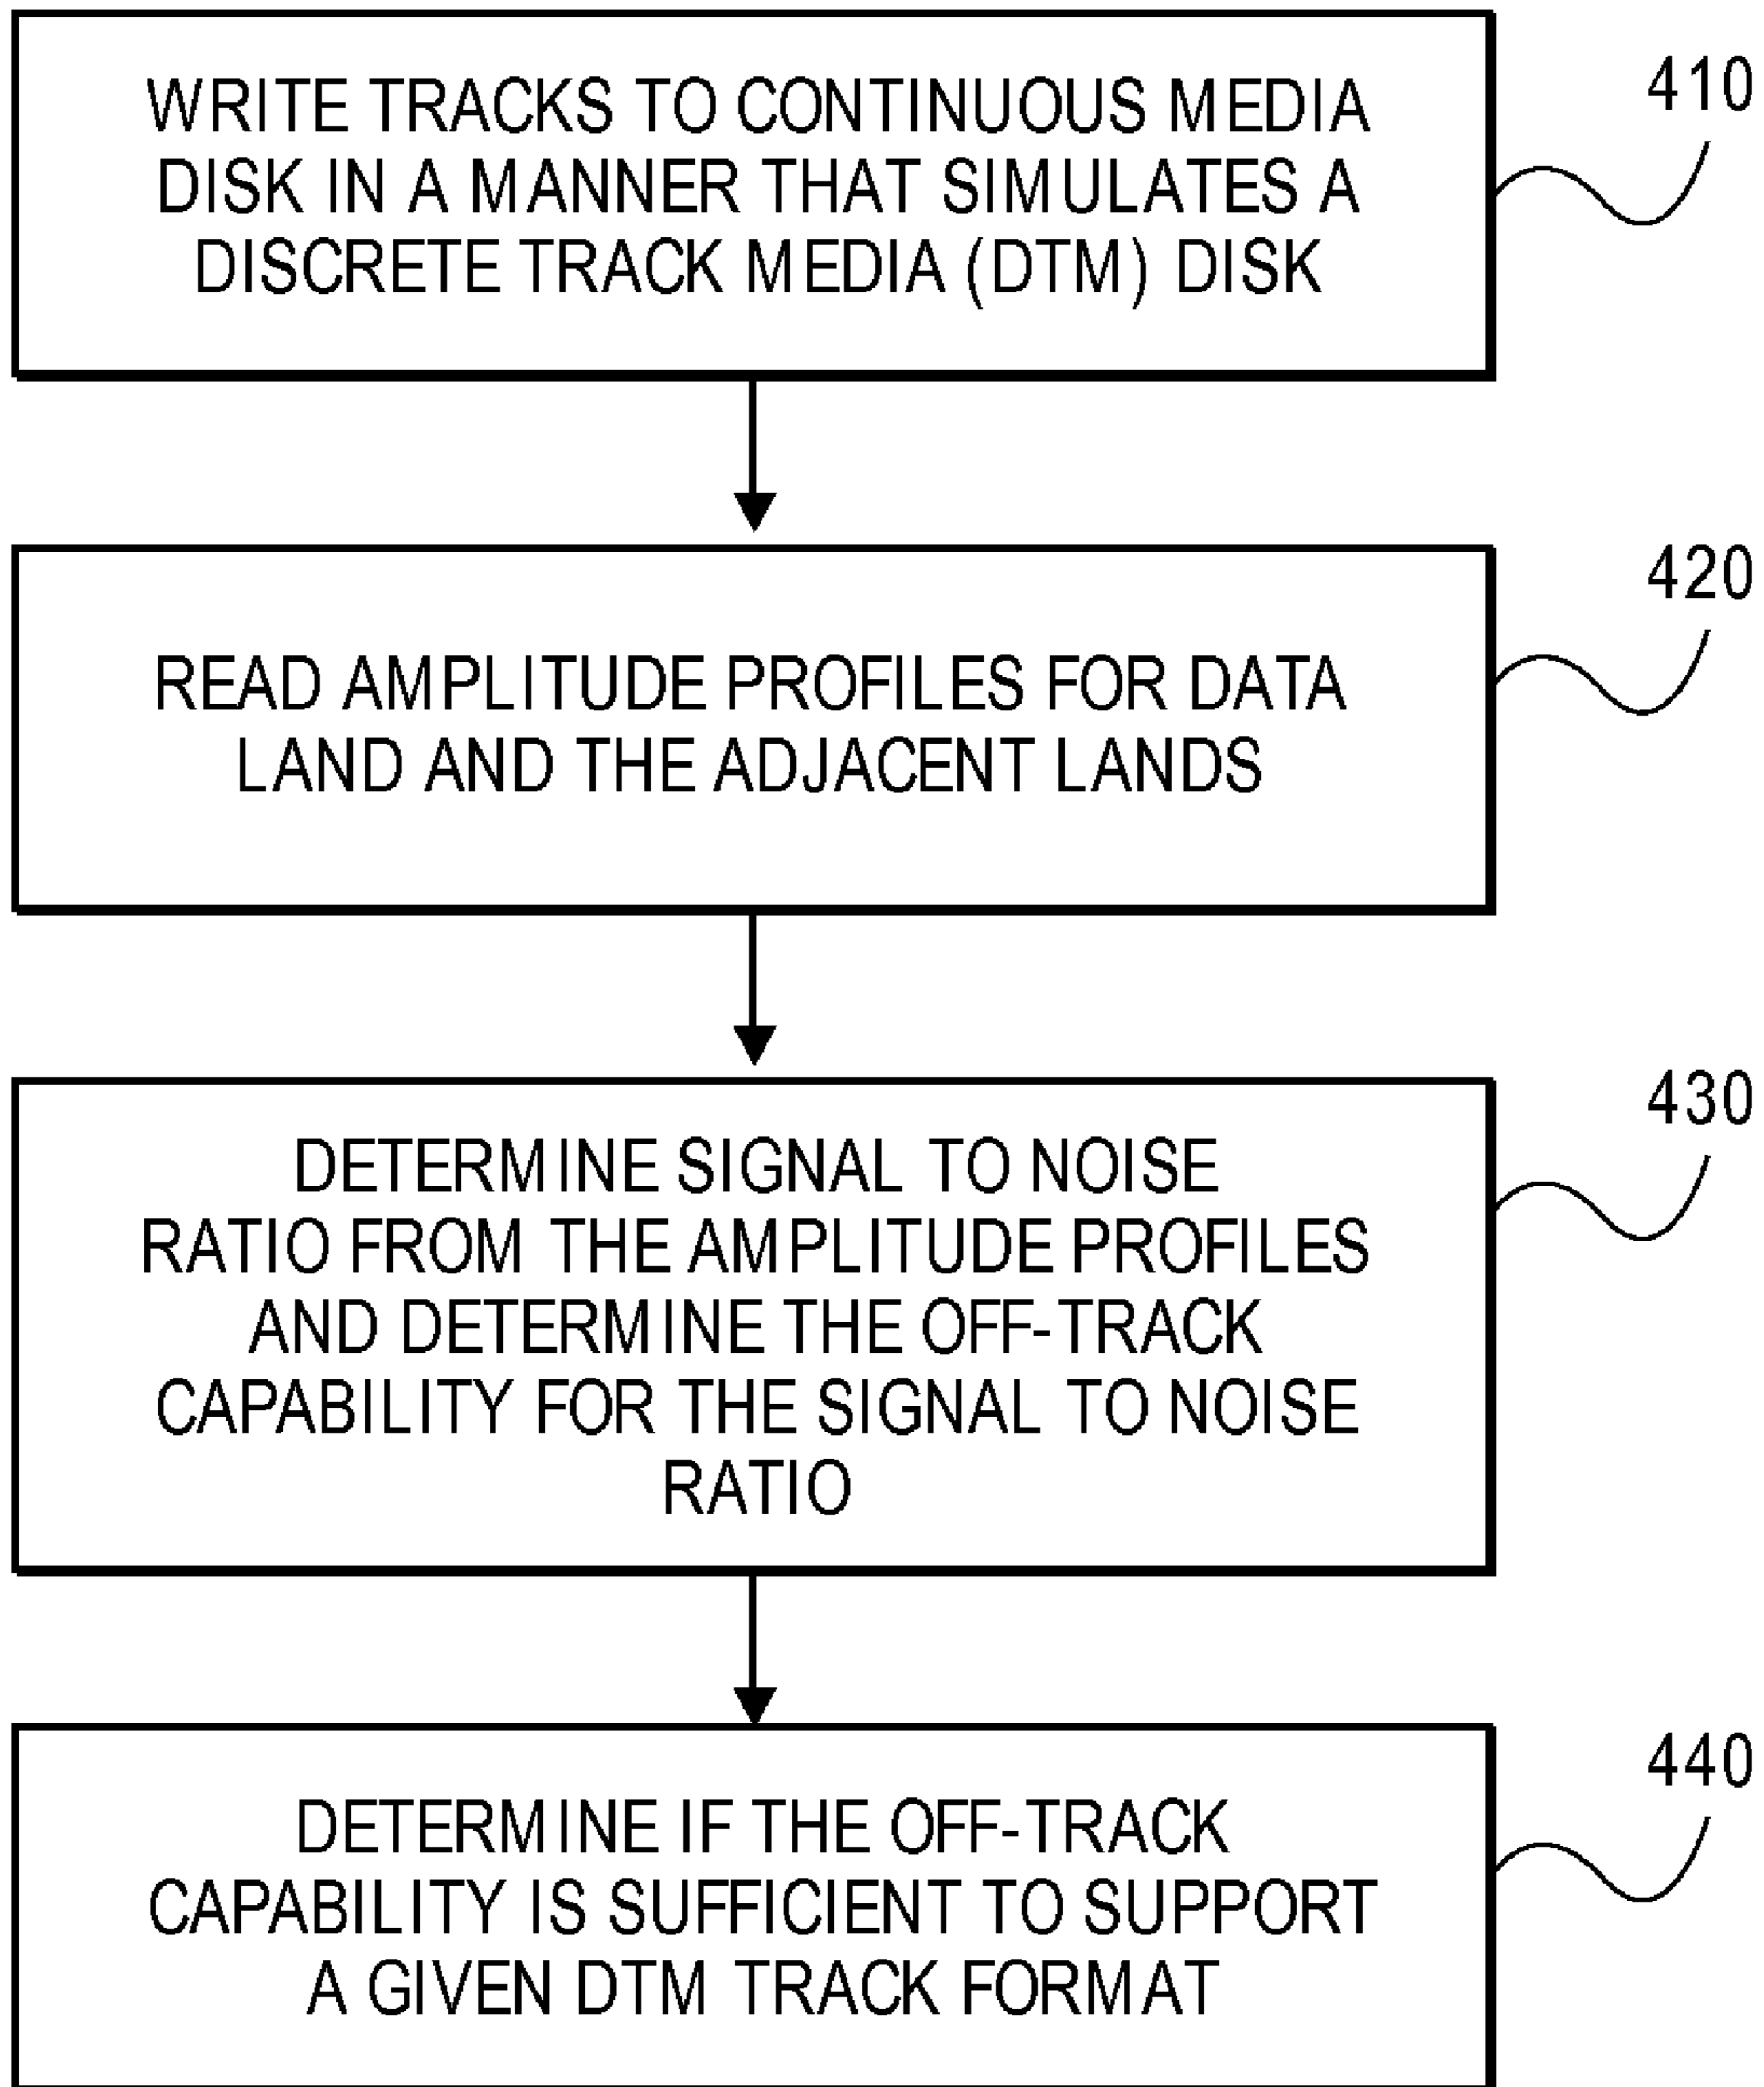 WRITE TRACKS TO CONTINUOUS MEDIA
DISK IN A MANNER THAT SIMULATES A
DISCRETE TRACK MEDIA (DTM) DISK
410
READ AMPLITUDE PROFILES FOR DATA
LAND AND THE ADJACENT LANDS
420
DETERMINE SIGNAL TO NOISE
RATIO FROM THE AMPLITUDE PROFILES
AND DETERMINE THE OFF-TRACK
CAPABILITY FOR THE SIGNAL TO NOISE
RATIO
430
DETERMINE IF THE OFF-TRACK
CAPABILITY IS SUFFICIENT TO SUPPORT
A GIVEN DTM TRACK FORMAT
440